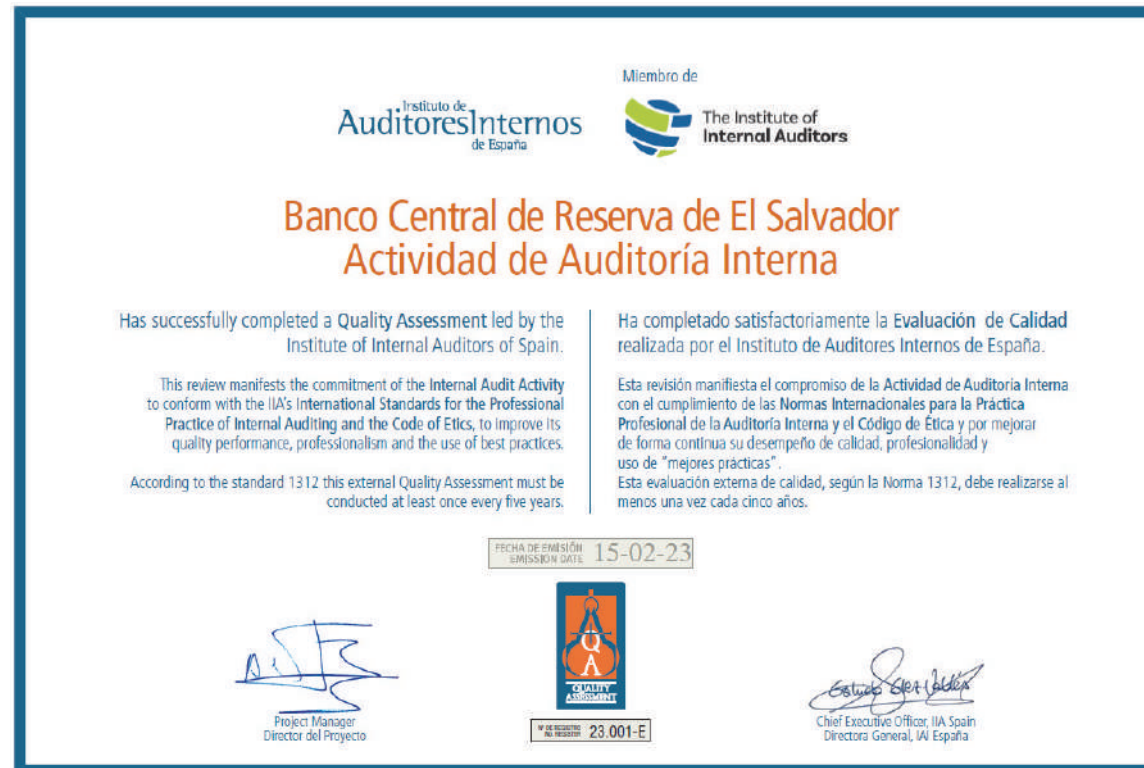 Miembro de
Instituto de
AuditoresInternos
de España
The Institute of
Internal Auditors
Banco Central de Reserva de El Salvador
Actividad de Auditoría Interna
Has successfully completed a Quality Assessment led by the
Institute of Internal Auditors of Spain.
This review manifests the commitment of the Internal Audit Activity
to conform with the IIA's International Standards for the Professional
Practice of Internal Auditing and the Code of Etics, to improve its
quality performance, professionalism and the use of best practices.
According to the standard 1312 this external Quality Assessment must be
conducted at least once every five years.
Ha completado satisfactoriamente la Evaluación de Calidad
realizada por el Instituto de Auditores Internos de España.
Esta revisión manifiesta el compromiso de la Actividad de Auditoría Interna
con el cumplimiento de las Normas Internacionales para la Práctica
Profesional de la Auditoría Interna y el Código de Ética y por mejorar
de forma continua su desempeño de calidad, profesionalidad y
uso de "mejores prácticas".
Esta evaluación externa de calidad, según la Norma 1312, debe realizarse al
menos una vez cada cinco años.
FECHA DE EMISIÓN
EMISSION DATE 15-02-23
Q
A
QUALITY
ASSESSMENT
Nº DE REGISTRO
No. REGISTER 23.001-E
Project Manager
Director del Proyecto
Chief Executive Officer, IIA Spain
Directora General, IAI España